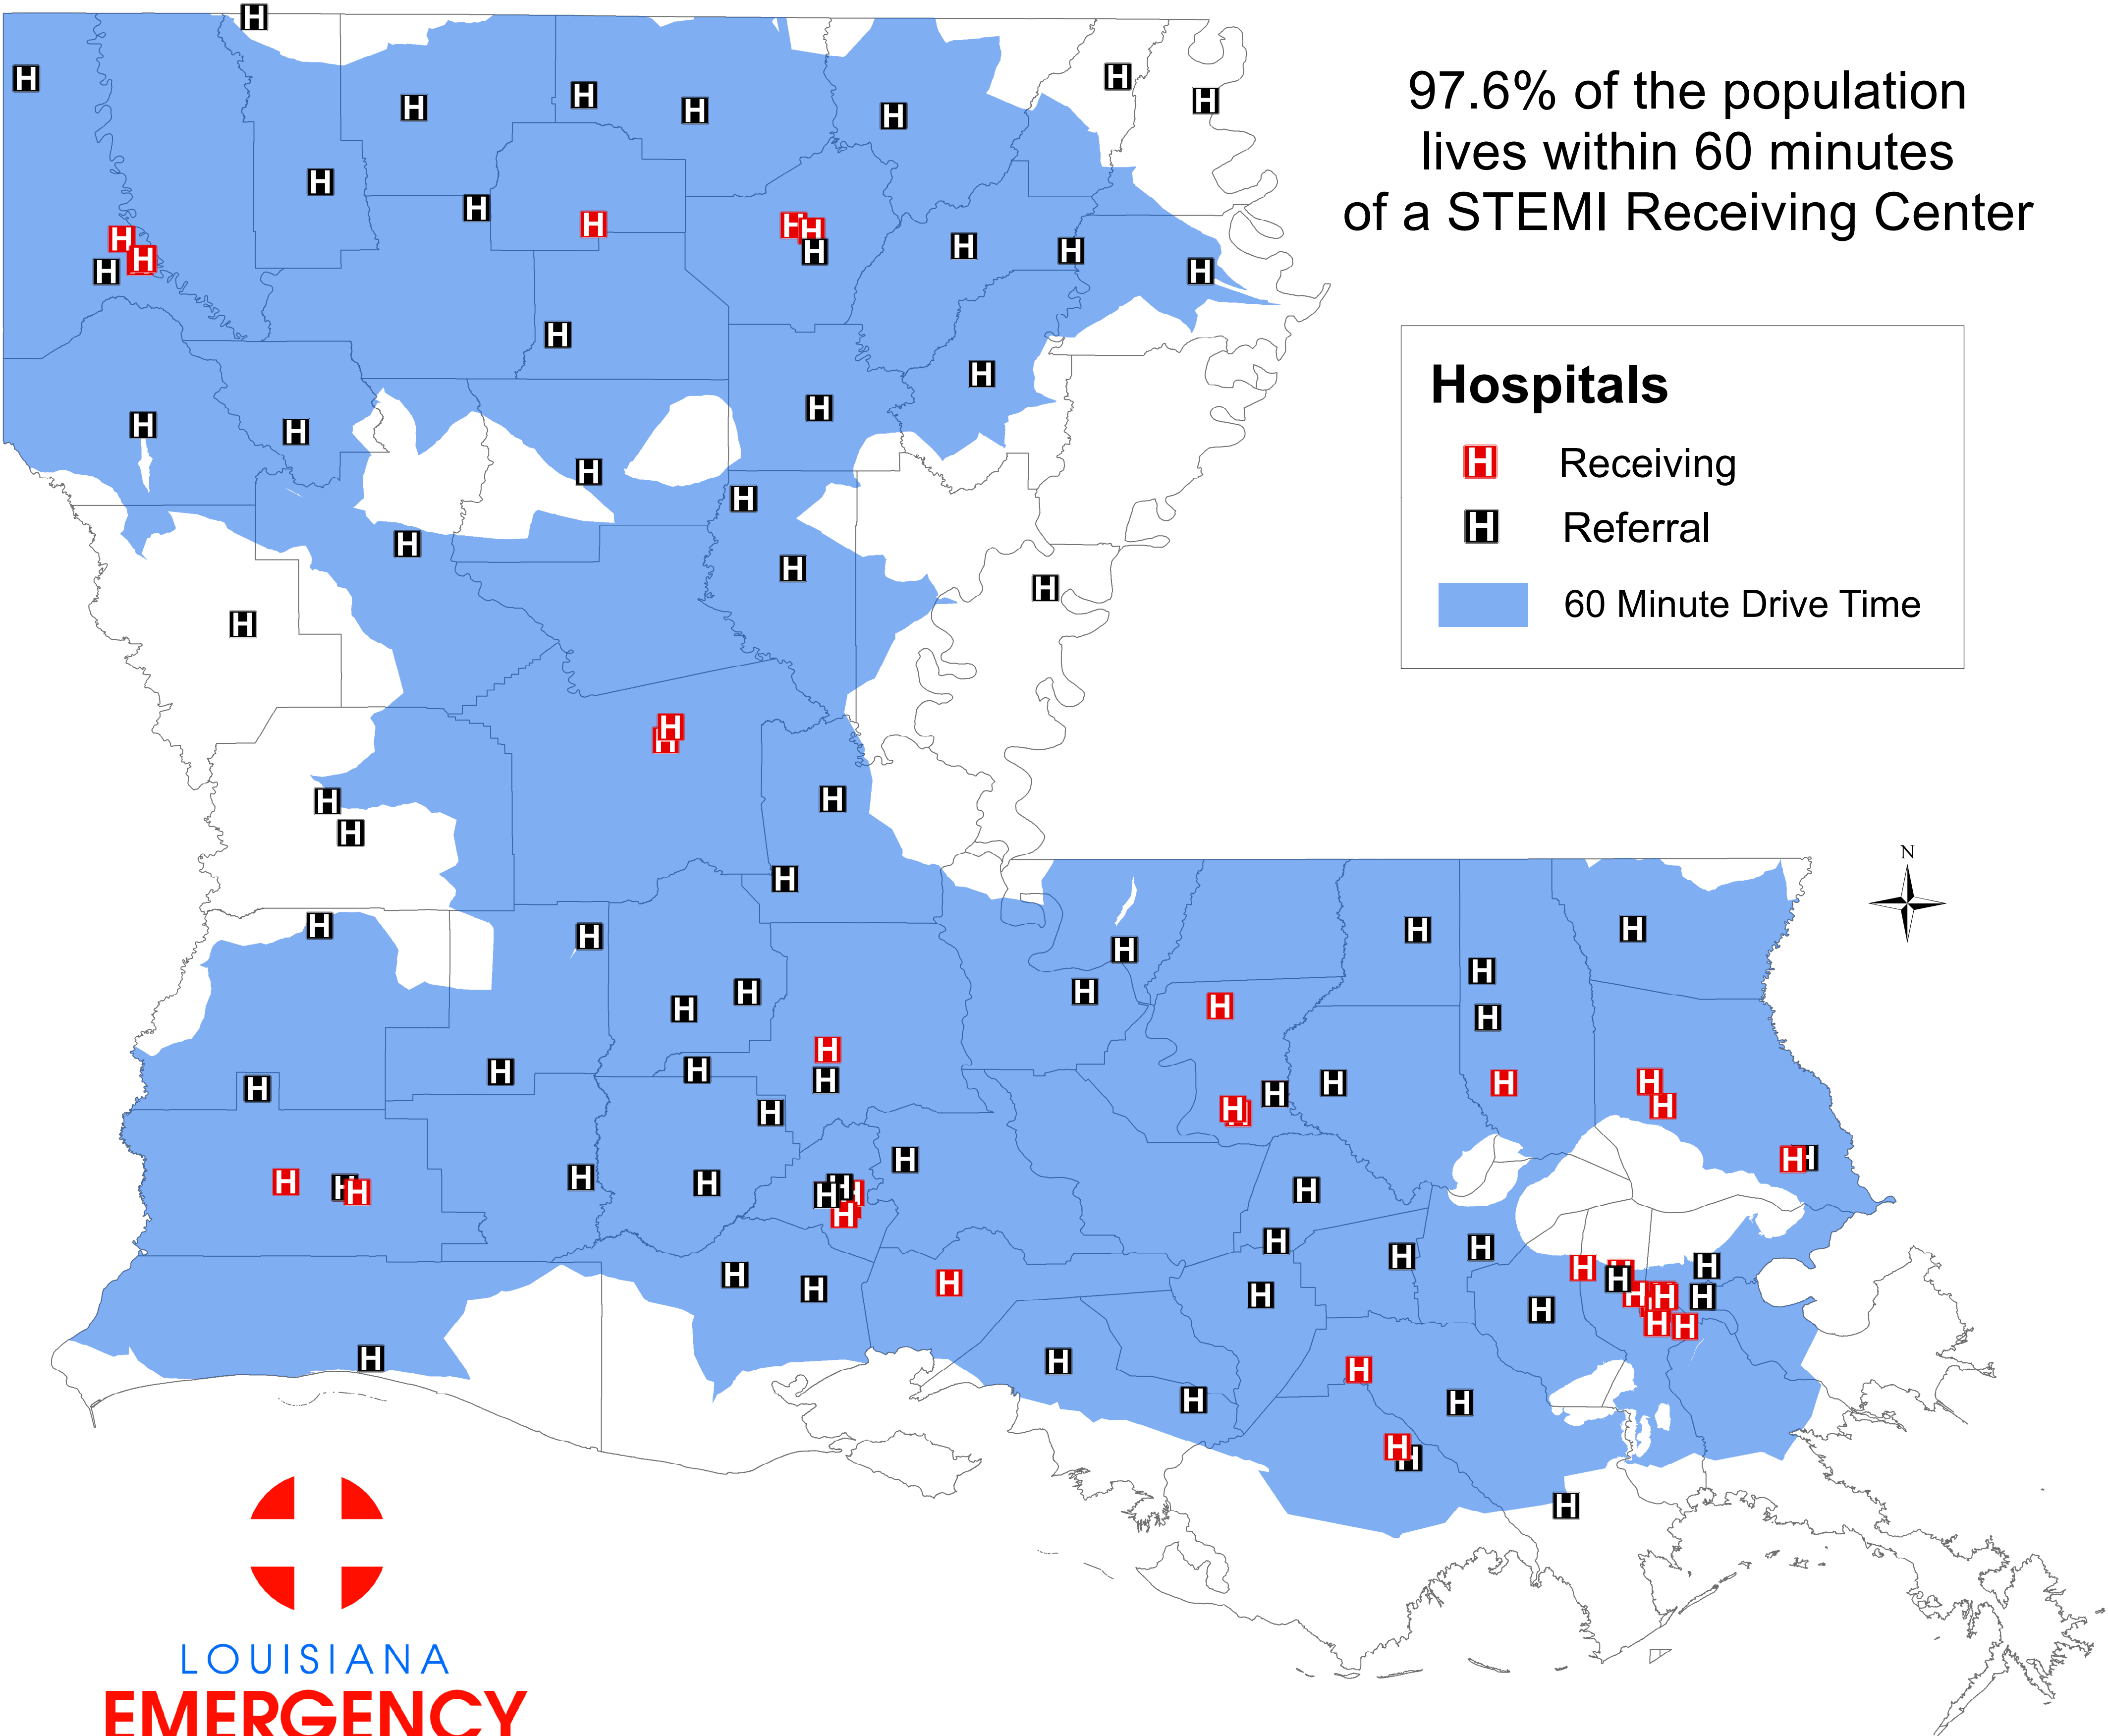 97.6% of the population
lives within 60 minutes
of a STEMI Receiving Center
Hospitals
H Receiving
H Referral
60 Minute Drive Time
N
LOUISIANA
EMERGENCY